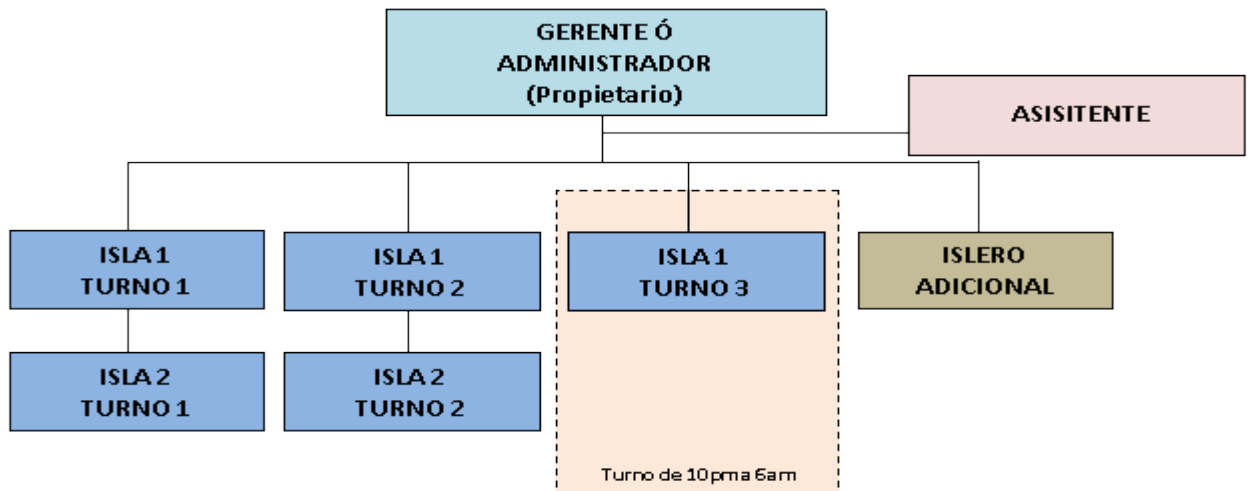 GERENTE Ó
ADMINISTRADOR
(Propietario)
ASISITENTE
ISLA 1
TURNO 1
ISLA 1
TURNO 2
ISLA 1
TURNO 3
ISLERO
ADICIONAL
ISLA 2
TURNO 1
ISLA 2
TURNO 2
Turno de 10pm a 6am